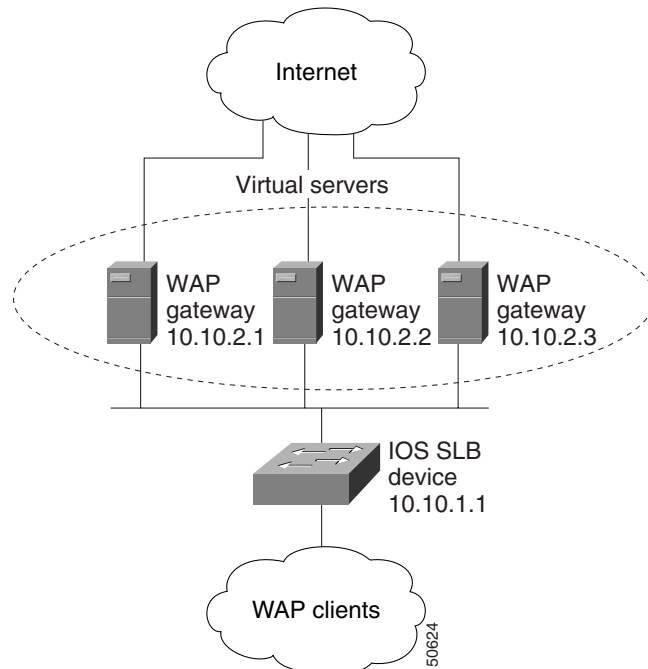 Internet
Virtual servers
WAP
gateway
10.10.2.1
WAP
gateway
10.10.2.2
WAP
gateway
10.10.2.3
IOS SLB
device
10.10.1.1
WAP clients
50624